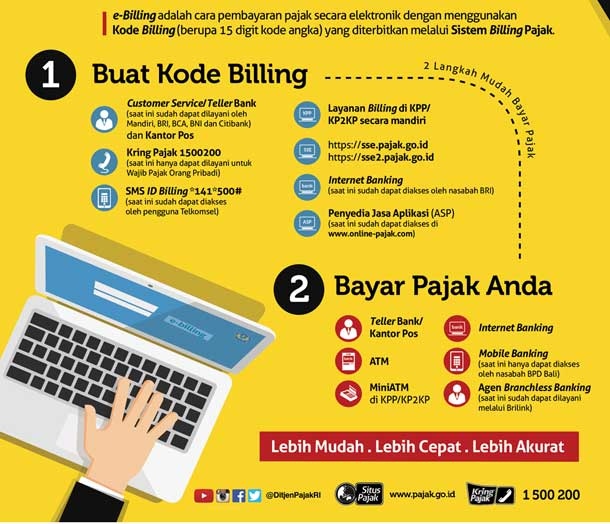 e-Billing adalah cara pembayaran pajak secara elektronik dengan menggunakan
Kode Billing (berupa 15 digit kode angka) yang diterbitkan melalui Sistem Billing Pajak.
2 Langkah Mudah Bayar Pajak
1 Buat Kode Billing
Customer Service/Teller Bank
(saat ini sudah dapat dilayani oleh
Mandiri, BRI, BCA, BNI dan Citibank)
dan Kantor Pos
Kring Pajak 1500200
(saat ini hanya dapat dilayani untuk
Wajib Pajak Orang Pribadi)
SMS ID Billing *141*500#
(saat ini sudah dapat diakses
oleh pengguna Telkomsel)
KPP
Layanan Billing di KPP/
KP2KP secara mandiri
SSE
https://sse.pajak.go.id
https://sse2.pajak.go.id
bank
Internet Banking
(saat ini sudah dapat diakses oleh nasabah BRI)
ASP
Penyedia Jasa Aplikasi (ASP)
(saat ini sudah dapat diakses di
www.online-pajak.com)
e-billing
2 Bayar Pajak Anda
Teller Bank/
Kantor Pos
ATM
MiniATM
di KPP/KP2KP
bank
Internet Banking
Mobile Banking
(saat ini hanya dapat diakses
oleh nasabah BPD Bali)
Agen Branchless Banking
(saat ini sudah dapat dilayani
melalui Brilink)
Lebih Mudah . Lebih Cepat . Lebih Akurat
@DitjenPajakRI
Situs
Pajak
www.pajak.go.id
Kring
Pajak
1 500 200